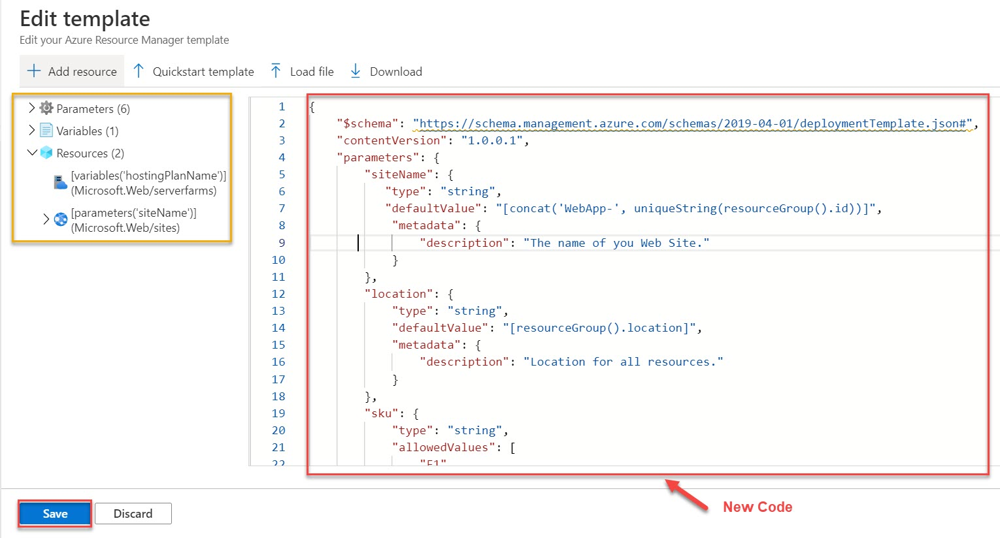 Edit template
Edit your Azure Resource Manager template
Add resource Quickstart template Load file Download
Parameters (6)
Variables (1)
Resources (2)
[variables('hostingPlanName')]
(Microsoft.Web/serverfarms)
[parameters('siteName')]
(Microsoft.Web/sites)
1 {
2 "$schema": "https://schema.management.azure.com/schemas/2019-04-01/deploymentTemplate.json#",
3 "contentVersion": "1.0.0.1",
4 "parameters": {
5 "siteName": {
6 "type": "string",
7 "defaultValue": "[concat('WebApp-', uniqueString(resourceGroup().id))]",
8 "metadata": {
9 "description": "The name of you Web Site."
10 }
11 },
12 "location": {
13 "type": "string",
14 "defaultValue": "[resourceGroup().location]",
15 "metadata": {
16 "description": "Location for all resources."
17 }
18 },
19 "sku": {
20 "type": "string",
21 "allowedValues": [
22 "F1"
New Code
Save Discard